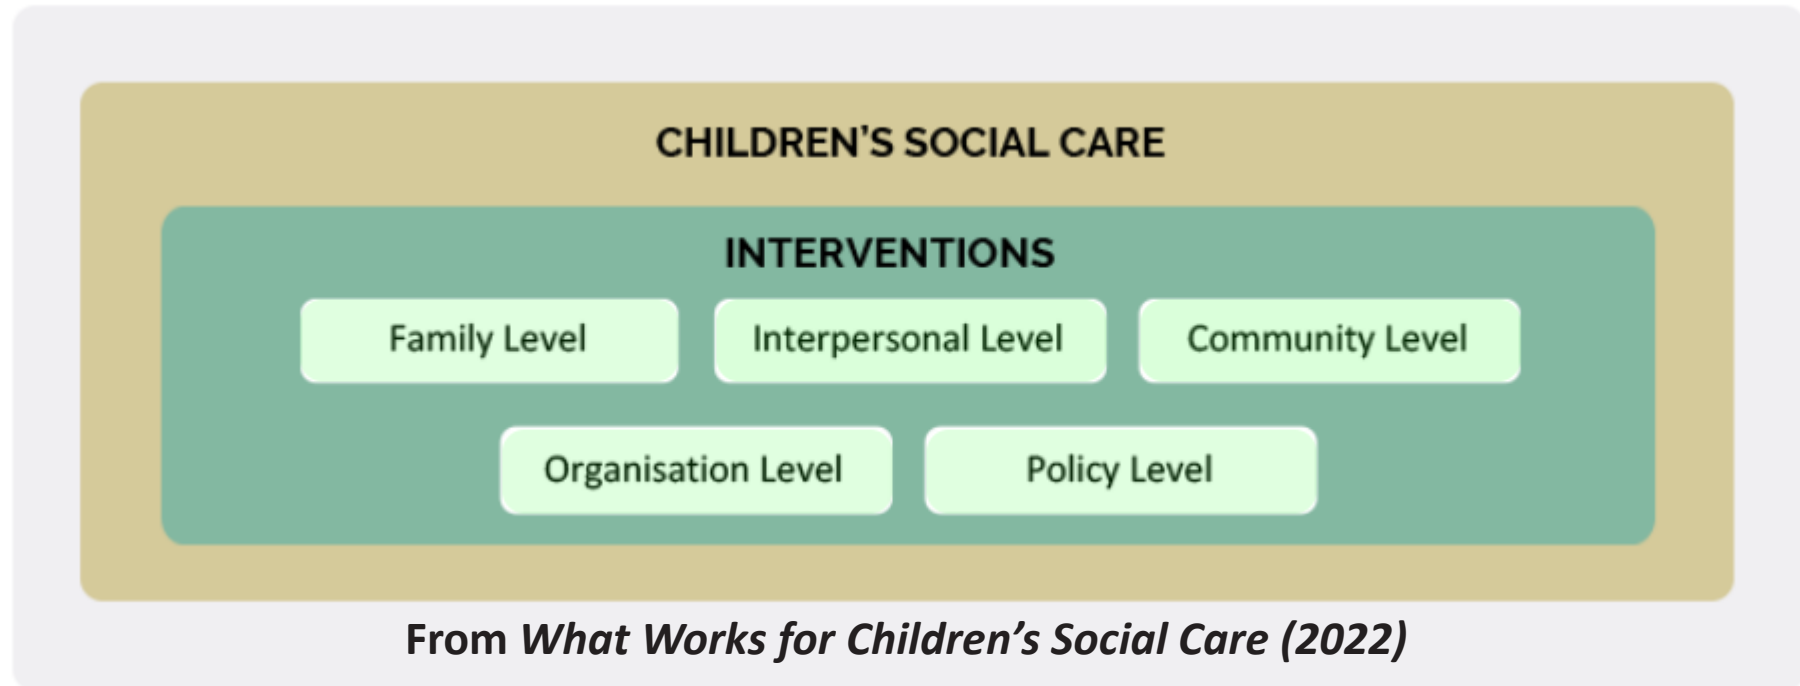 CHILDREN'S SOCIAL CARE
INTERVENTIONS
Family Level
Interpersonal Level
Community Level
Organisation Level
Policy Level
From What Works for Children’s Social Care (2022)